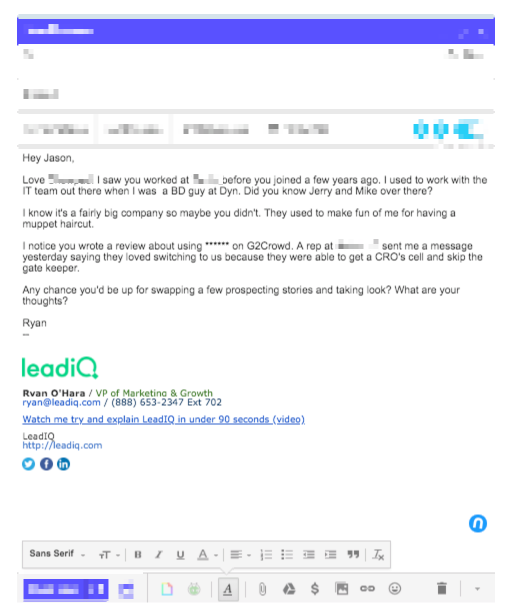 Hey Jason,
Love I saw you worked at before you joined a few years ago. I used to work with the
IT team out there when I was a BD guy at Dyn. Did you know Jerry and Mike over there?
I know it's a fairly big company so maybe you didn't. They used to make fun of me for having a
muppet haircut.
I notice you wrote a review about using ****** on G2Crowd. A rep at sent me a message
yesterday saying they loved switching to us because they were able to get a CRO's cell and skip the
gate keeper.
Any chance you'd be up for swapping a few prospecting stories and taking look? What are your
thoughts?
Ryan
--
leadiQ
Ryan O'Hara / VP of Marketing & Growth
ryan@leadiq.com / (888) 653-2347 Ext 702
Watch me try and explain LeadIQ in under 90 seconds (video)
LeadIQ
http://leadiq.com
Sans Serif